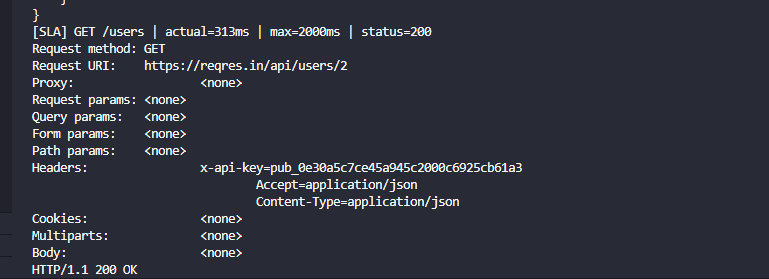 }
[SLA] GET /users | actual=313ms | max=2000ms | status=200
Request method: GET
Request URI: https://reqres.in/api/users/2
Proxy: <none>
Request params: <none>
Query params: <none>
Form params: <none>
Path params: <none>
Headers: x-api-key=pub_0e30a5c7ce45a945c2000c6925cb61a3
Accept=application/json
Content-Type=application/json
Cookies: <none>
Multiparts: <none>
Body: <none>
HTTP/1.1 200 OK